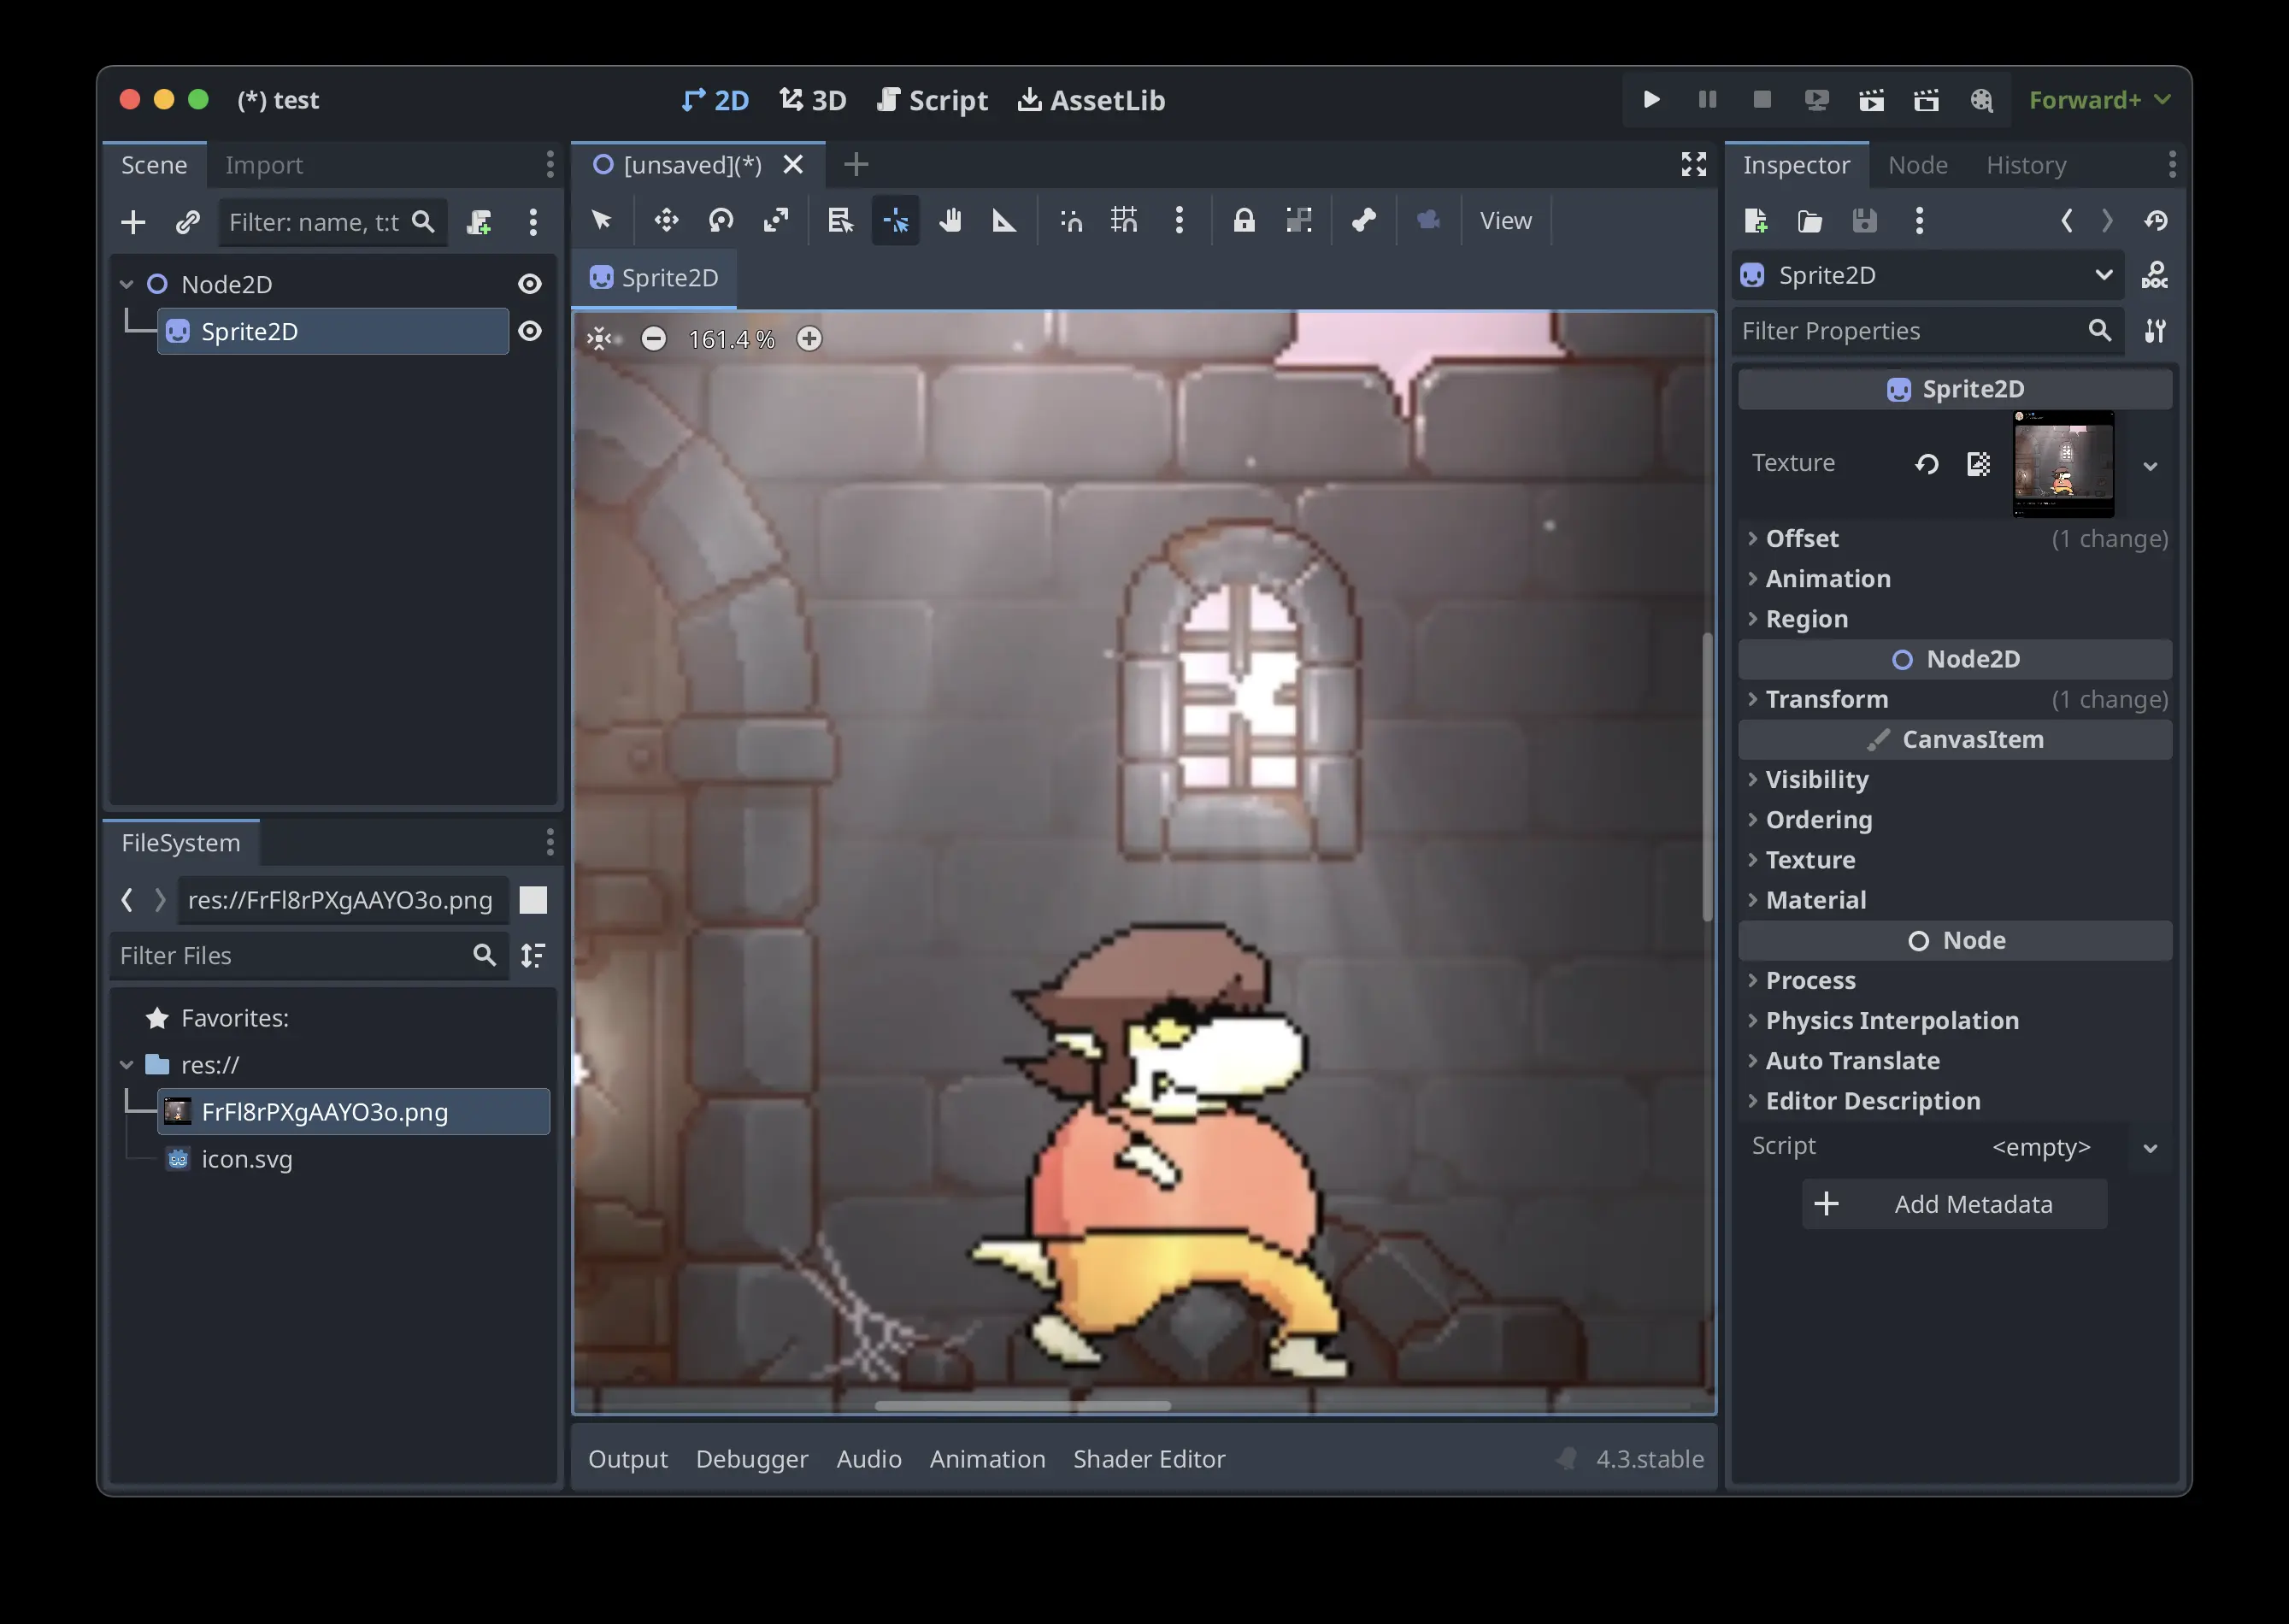 (*) test
2D 3D Script AssetLib
Forward+
Scene Import
Filter: name, t:t
Node2D
Sprite2D
FileSystem
res://FrFl8rPXgAAYO3o.png
Filter Files
Favorites:
res://
FrFl8rPXgAAYO3o.png
icon.svg
[unsaved](*)
View
Sprite2D
161.4 %
Output Debugger Audio Animation Shader Editor 4.3.stable
Inspector Node History
Sprite2D
DOC
Filter Properties
Sprite2D
Texture
Offset (1 change)
Animation
Region
Node2D
Transform (1 change)
CanvasItem
Visibility
Ordering
Texture
Material
Node
Process
Physics Interpolation
Auto Translate
Editor Description
Script <empty>
Add Metadata